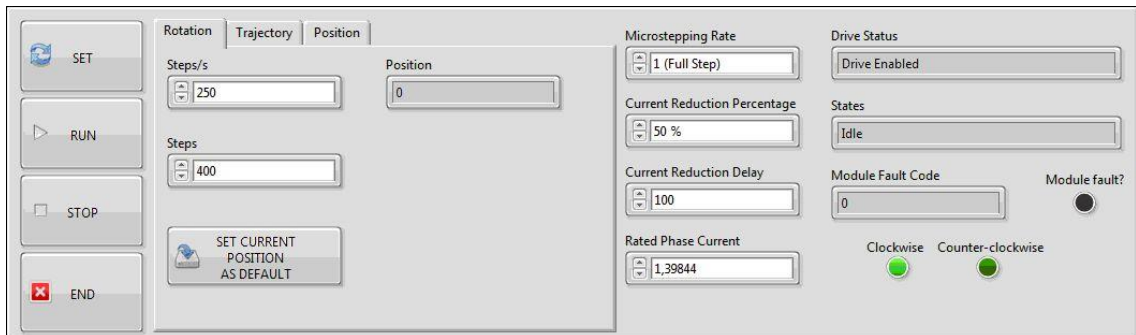 SET
RUN
STOP
END
Rotation
Trajectory
Position
Steps/s
250
Position
0
Steps
400
SET CURRENT
POSITION
AS DEFAULT
Microstepping Rate
1 (Full Step)
Current Reduction Percentage
50 %
Current Reduction Delay
100
Rated Phase Current
1,39844
Drive Status
Drive Enabled
States
Idle
Module Fault Code
0
Module fault?
Clockwise
Counter-clockwise